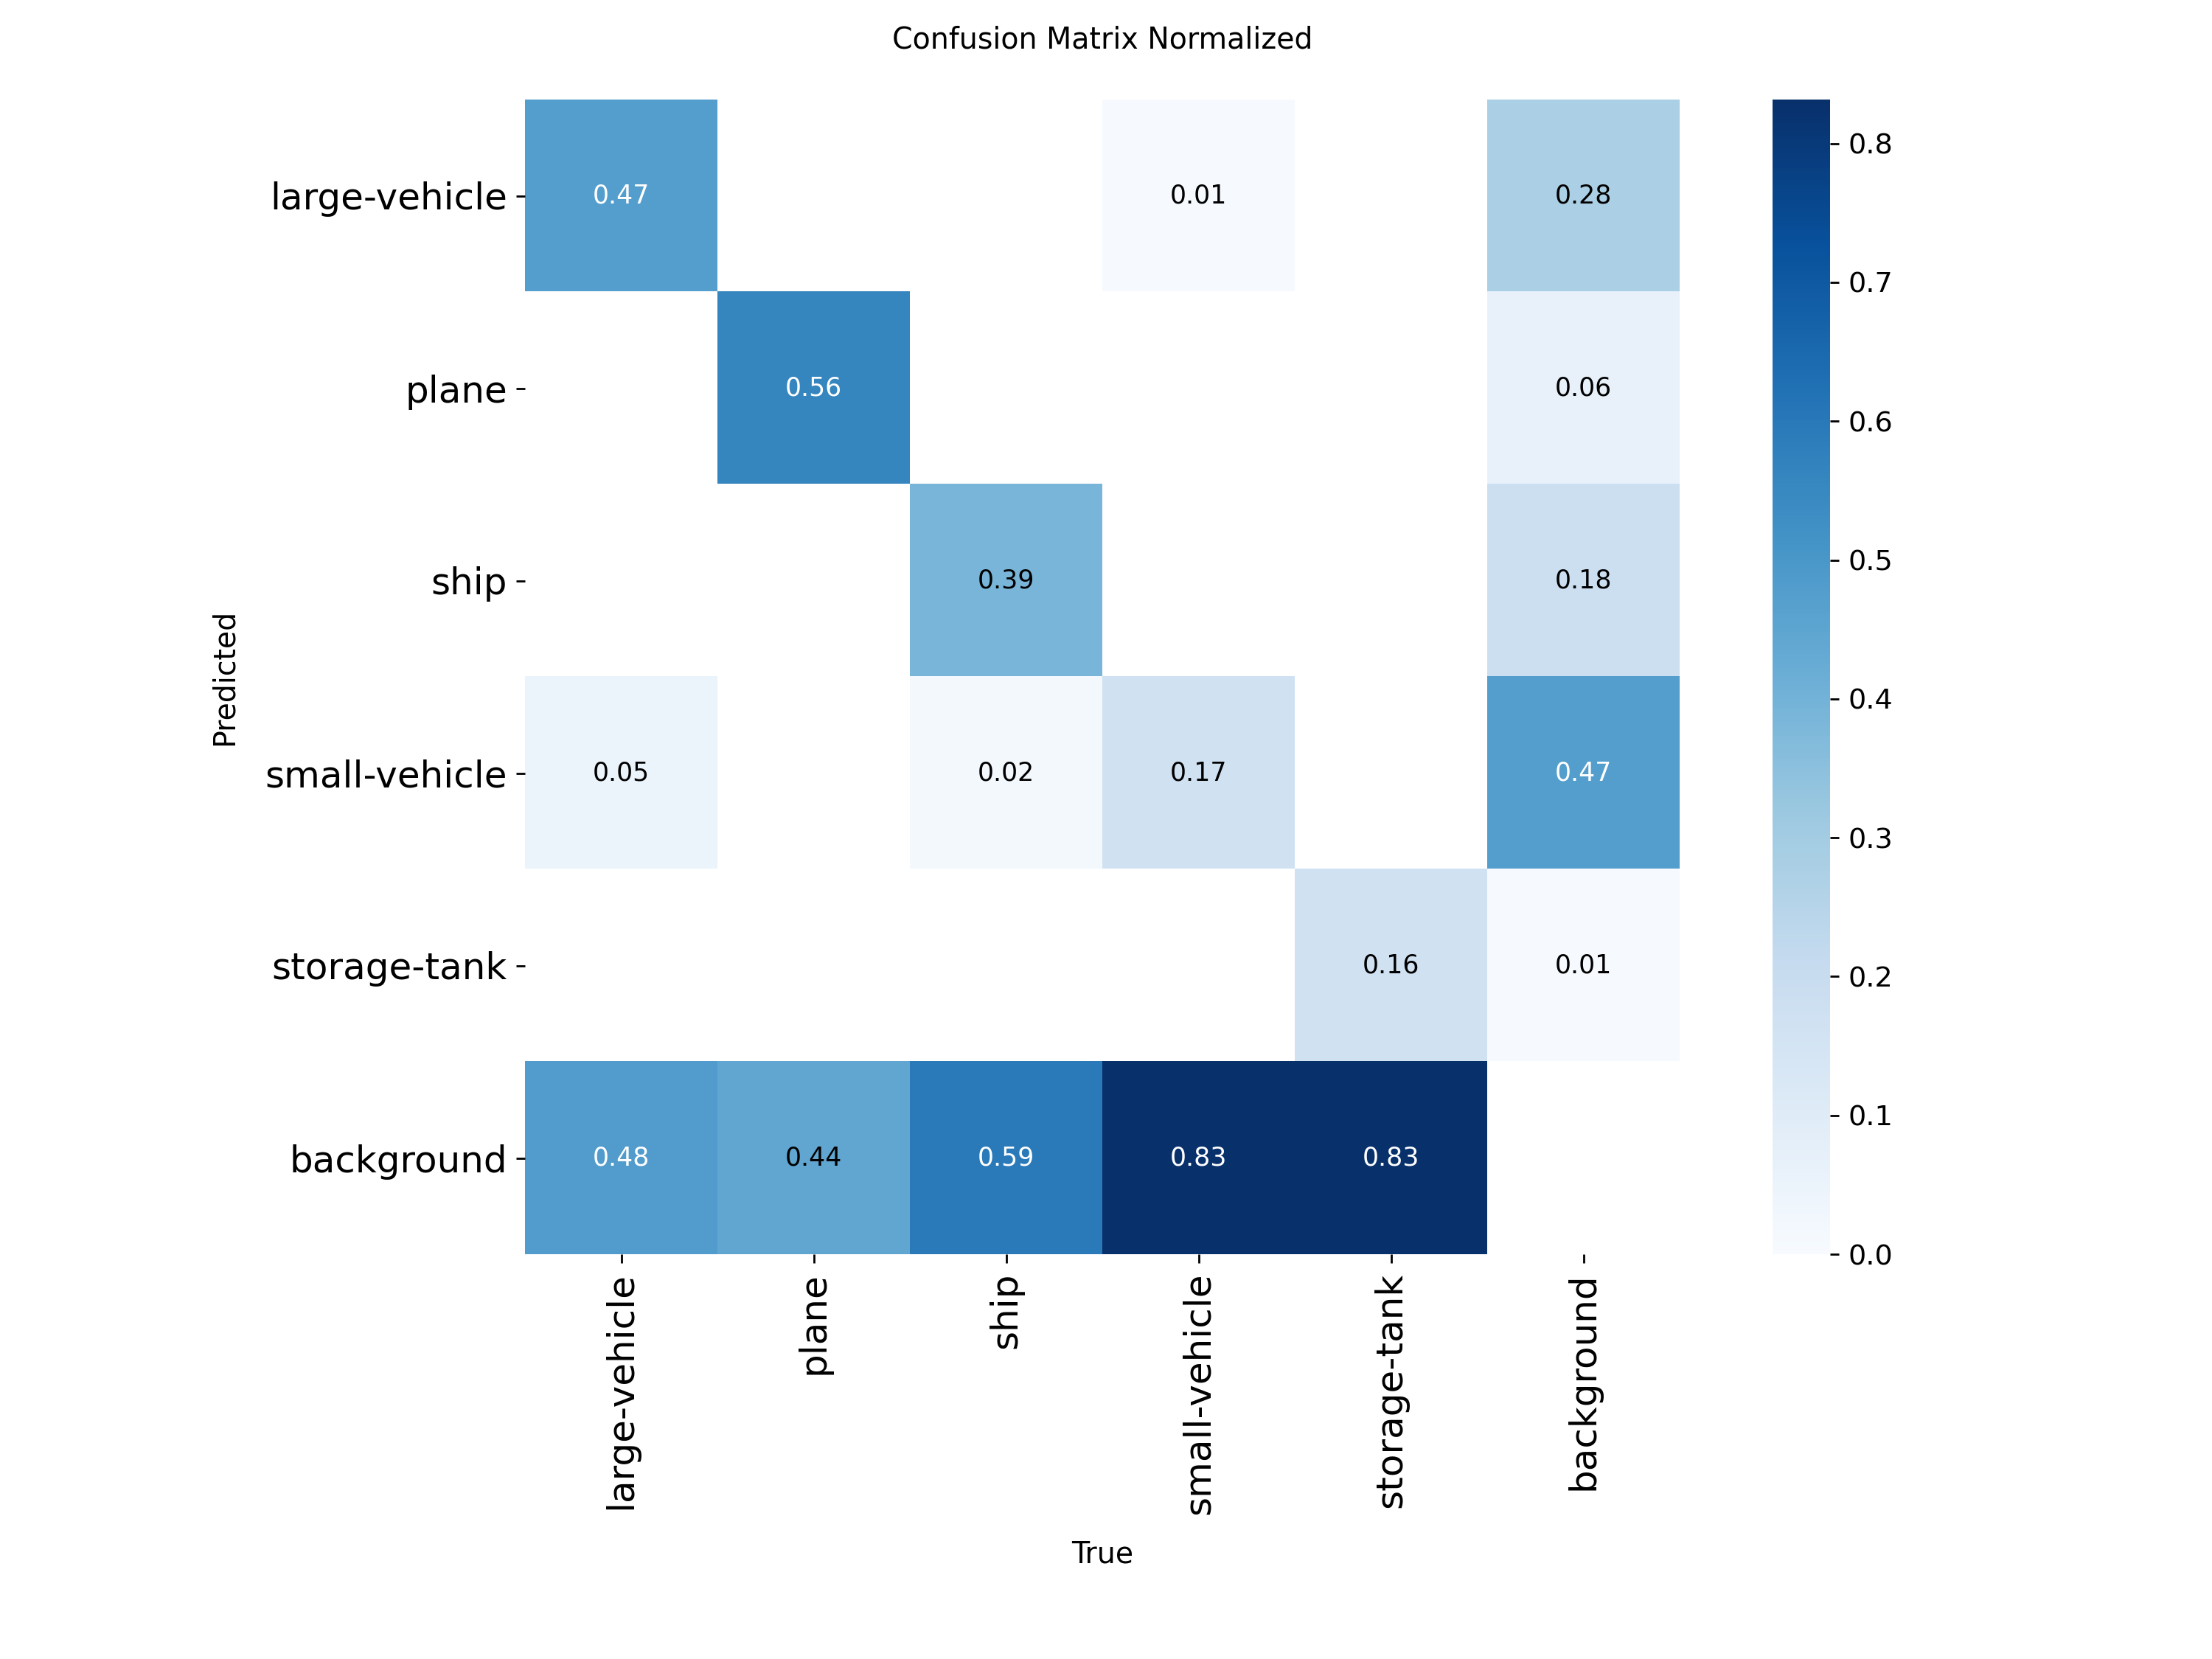 Confusion Matrix Normalized
large-vehicle 0.47 0.01 0.28
plane 0.56 0.06
ship 0.39 0.18
small-vehicle 0.05 0.02 0.17 0.47
storage-tank 0.16 0.01
background 0.48 0.44 0.59 0.83 0.83
Predicted
large-vehicle
plane
ship
small-vehicle
storage-tank
background
True
0.8
0.7
0.6
0.5
0.4
0.3
0.2
0.1
0.0